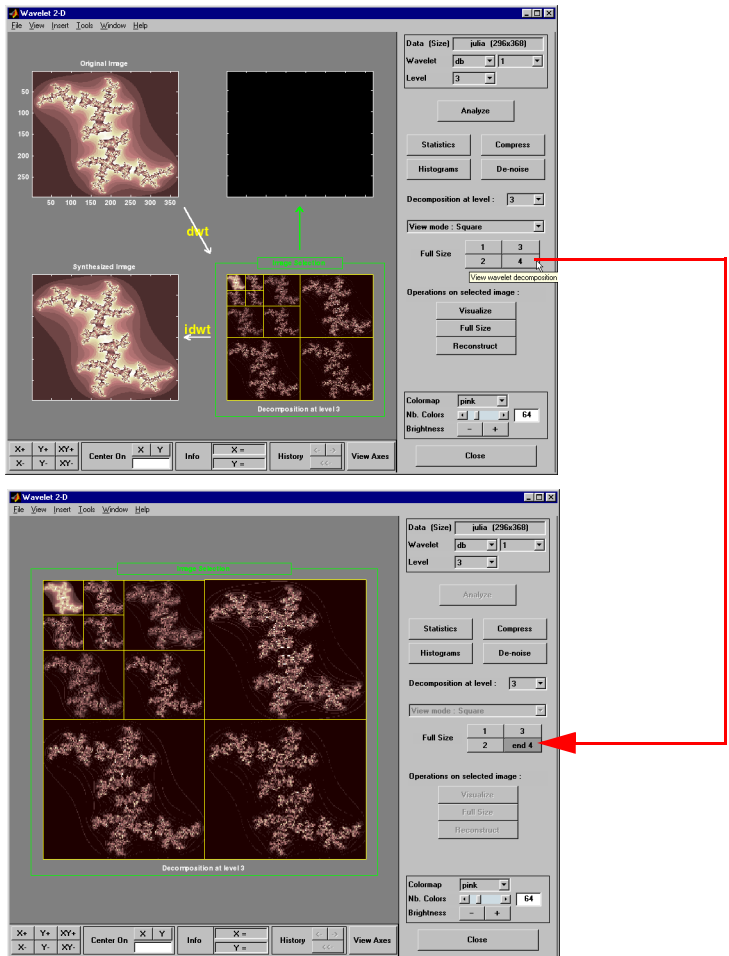 Wavelet 2-D
File View Insert Tools Window Help
Original Image
50
100
150
200
250
50 100 150 200 250 300 350
dwt
Image Selection
Synthesized Image
idwt
Decomposition at level 3
Data (Size) julia (296x368)
Wavelet db 1
Level 3
Analyze
Statistics Compress
Histograms De-noise
Decomposition at level : 3
View mode : Square
Full Size 1 3
2 4
View wavelet decomposition
Operations on selected image :
Visualize
Full Size
Reconstruct
Colormap pink
Nb. Colors 64
Brightness - +
Close
X+ Y+ XY+
X- Y- XY-
Center On X Y
Info X =
Y =
History <- ->
<<-
View Axes
Wavelet 2-D
File View Insert Tools Window Help
Image Selection
Decomposition at level 3
Data (Size) julia (296x368)
Wavelet db 1
Level 3
Analyze
Statistics Compress
Histograms De-noise
Decomposition at level : 3
View mode : Square
Full Size 1 3
2 end 4
Operations on selected image :
Visualize
Full Size
Reconstruct
Colormap pink
Nb. Colors 64
Brightness - +
Close
X+ Y+ XY+
X- Y- XY-
Center On X Y
Info X =
Y =
History <- ->
<<-
View Axes